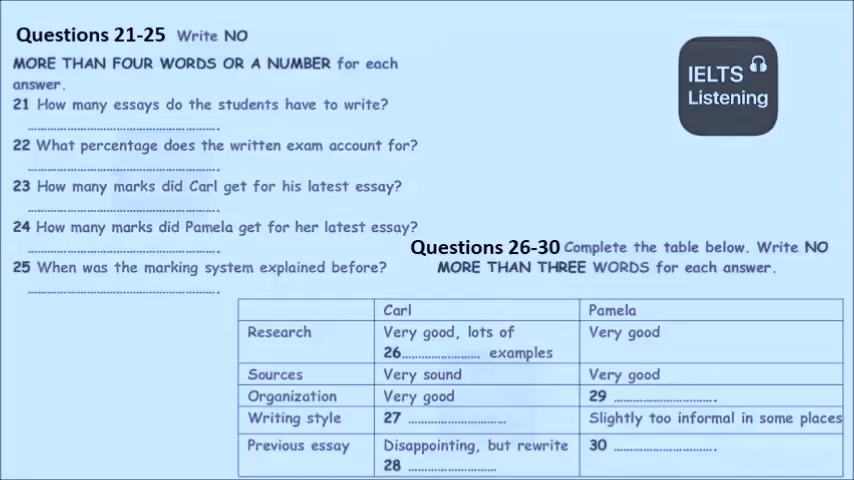 Questions 21-25 Write NO
MORE THAN FOUR WORDS OR A NUMBER for each
answer.
21 How many essays do the students have to write?
........................................................
22 What percentage does the written exam account for?
........................................................
23 How many marks did Carl get for his latest essay?
........................................................
24 How many marks did Pamela get for her latest essay?
........................................................
25 When was the marking system explained before?
........................................................
IELTS
Listening
Questions 26-30 Complete the table below. Write NO
MORE THAN THREE WORDS for each answer.
Carl Pamela
Research Very good, lots of Very good
26....................... examples
Sources Very sound Very good
Organization Very good 29 ..............................
Writing style 27 ............................ Slightly too informal in some places
Previous essay Disappointing, but rewrite 30 ..............................
28 .........................